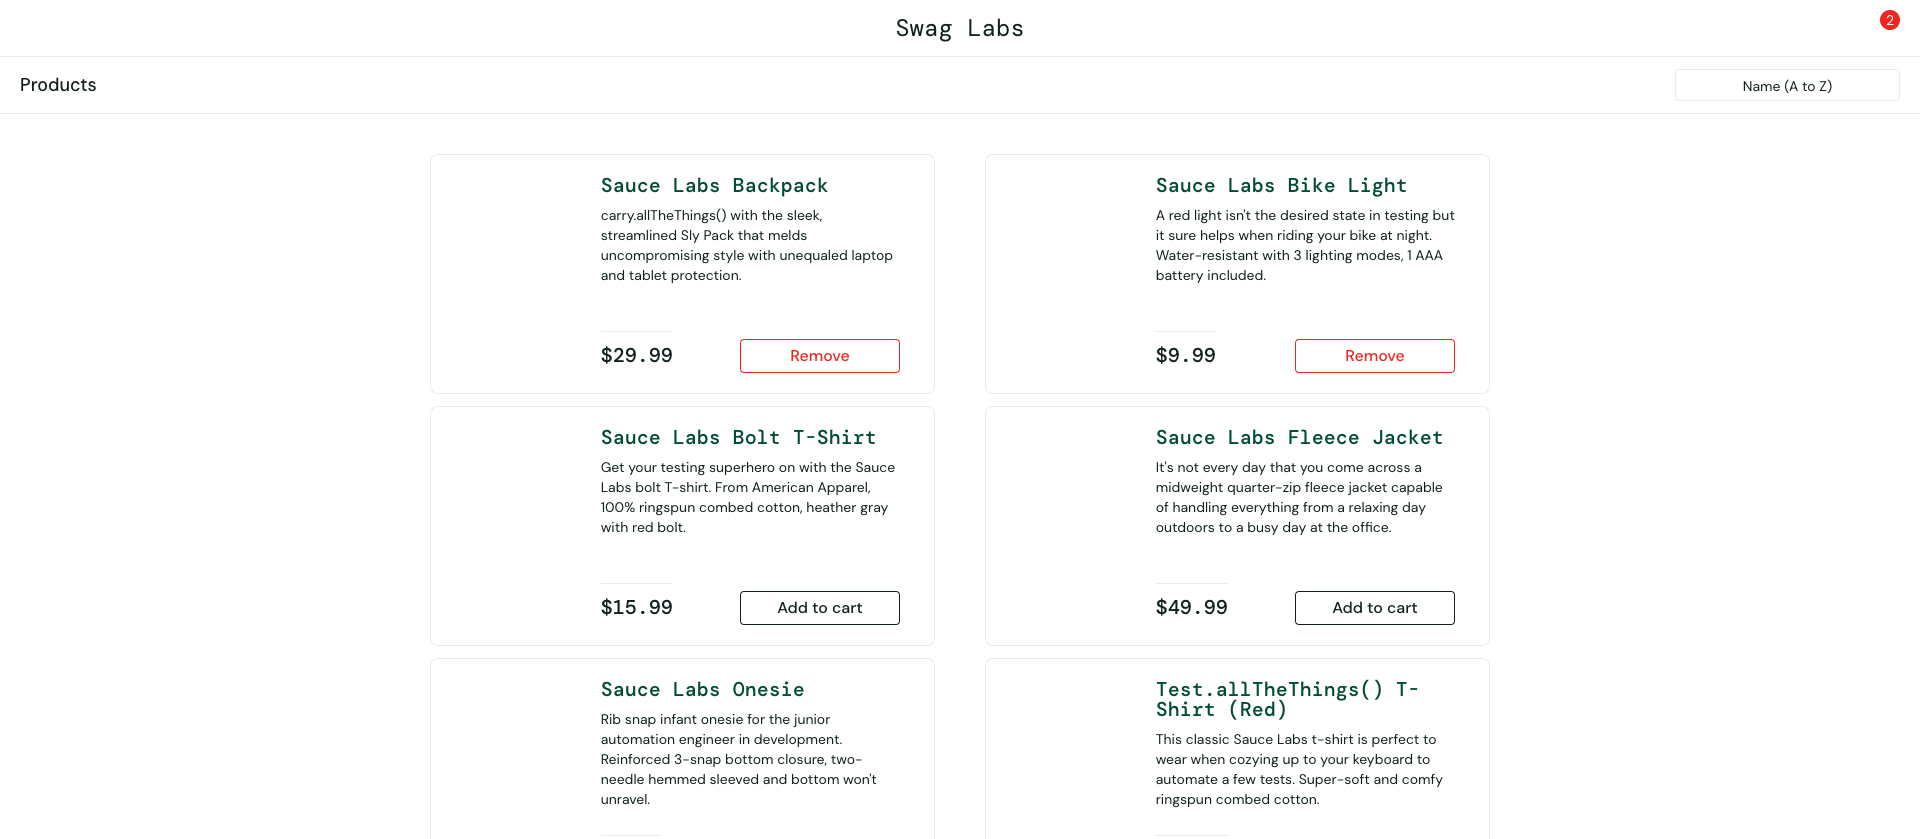 Swag Labs
2
Products
Name (A to Z)
Sauce Labs Backpack
carry.allTheThings() with the sleek,
streamlined Sly Pack that melds
uncompromising style with unequaled laptop
and tablet protection.
$29.99
Remove
Sauce Labs Bike Light
A red light isn't the desired state in testing but
it sure helps when riding your bike at night.
Water-resistant with 3 lighting modes, 1 AAA
battery included.
$9.99
Remove
Sauce Labs Bolt T-Shirt
Get your testing superhero on with the Sauce
Labs bolt T-shirt. From American Apparel,
100% ringspun combed cotton, heather gray
with red bolt.
$15.99
Add to cart
Sauce Labs Fleece Jacket
It's not every day that you come across a
midweight quarter-zip fleece jacket capable
of handling everything from a relaxing day
outdoors to a busy day at the office.
$49.99
Add to cart
Sauce Labs Onesie
Rib snap infant onesie for the junior
automation engineer in development.
Reinforced 3-snap bottom closure, two-
needle hemmed sleeved and bottom won't
unravel.
Test.allTheThings() T-
Shirt (Red)
This classic Sauce Labs t-shirt is perfect to
wear when cozying up to your keyboard to
automate a few tests. Super-soft and comfy
ringspun combed cotton.